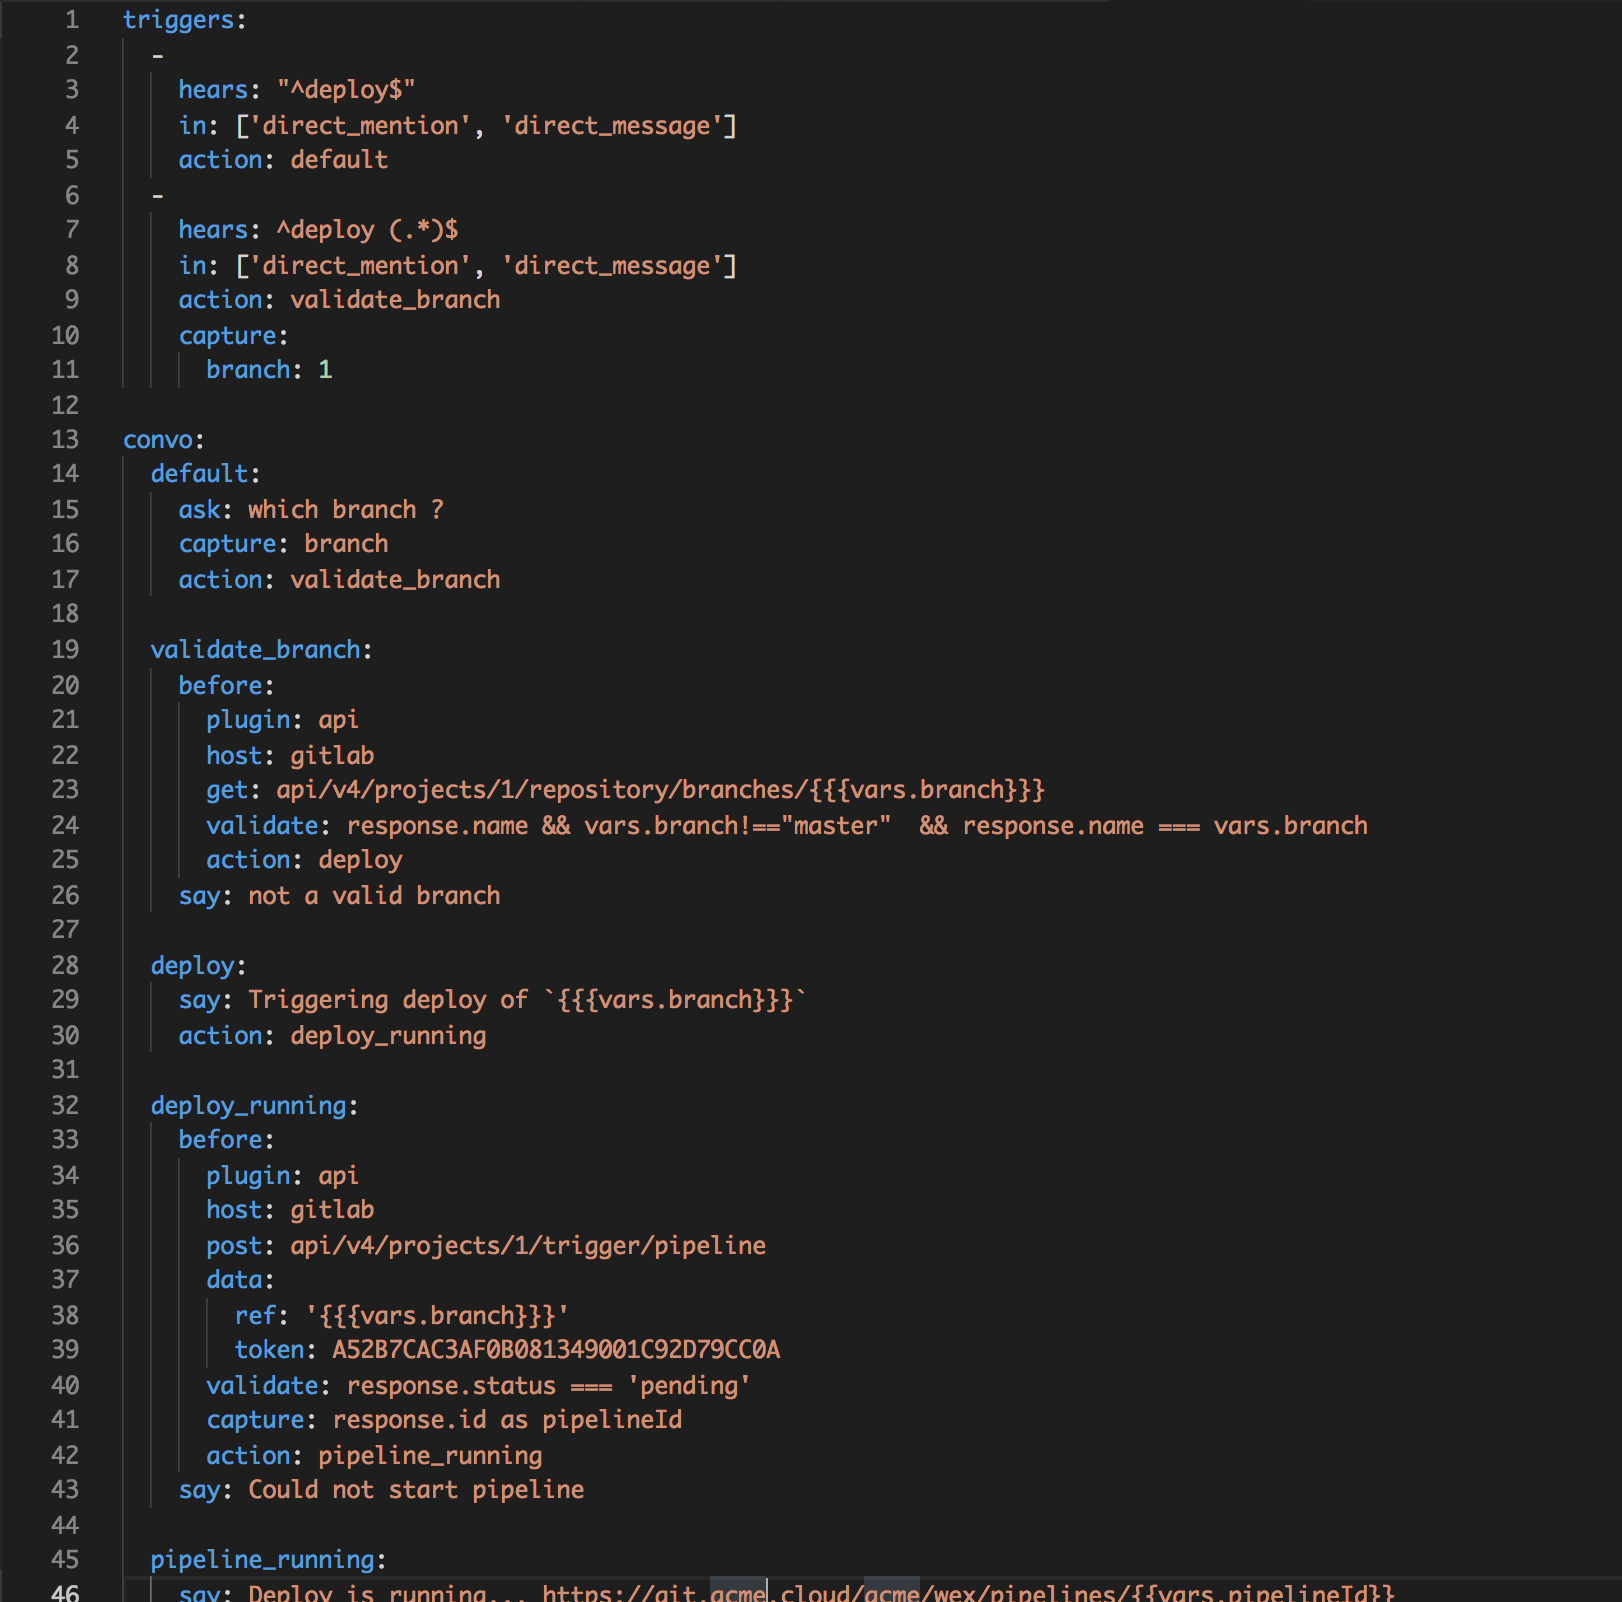 1 triggers:
2   -
3     hears: "^deploy$"
4     in: ['direct_mention', 'direct_message']
5     action: default
6   -
7     hears: ^deploy (.*)$
8     in: ['direct_mention', 'direct_message']
9     action: validate_branch
10     capture:
11       branch: 1
12
13 convo:
14   default:
15     ask: which branch ?
16     capture: branch
17     action: validate_branch
18
19   validate_branch:
20     before:
21       plugin: api
22       host: gitlab
23       get: api/v4/projects/1/repository/branches/{{{vars.branch}}}
24       validate: response.name && vars.branch!=="master"  && response.name === vars.branch
25       action: deploy
26     say: not a valid branch
27
28   deploy:
29     say: Triggering deploy of `{{{vars.branch}}}`
30     action: deploy_running
31
32   deploy_running:
33     before:
34       plugin: api
35       host: gitlab
36       post: api/v4/projects/1/trigger/pipeline
37       data:
38         ref: '{{{vars.branch}}}'
39         token: A52B7CAC3AF0B081349001C92D79CC0A
40       validate: response.status === 'pending'
41       capture: response.id as pipelineId
42       action: pipeline_running
43     say: Could not start pipeline
44
45   pipeline_running:
46     say: Deploy is running... https://git.acme.cloud/acme/wex/pipelines/{{vars.pipelineId}}